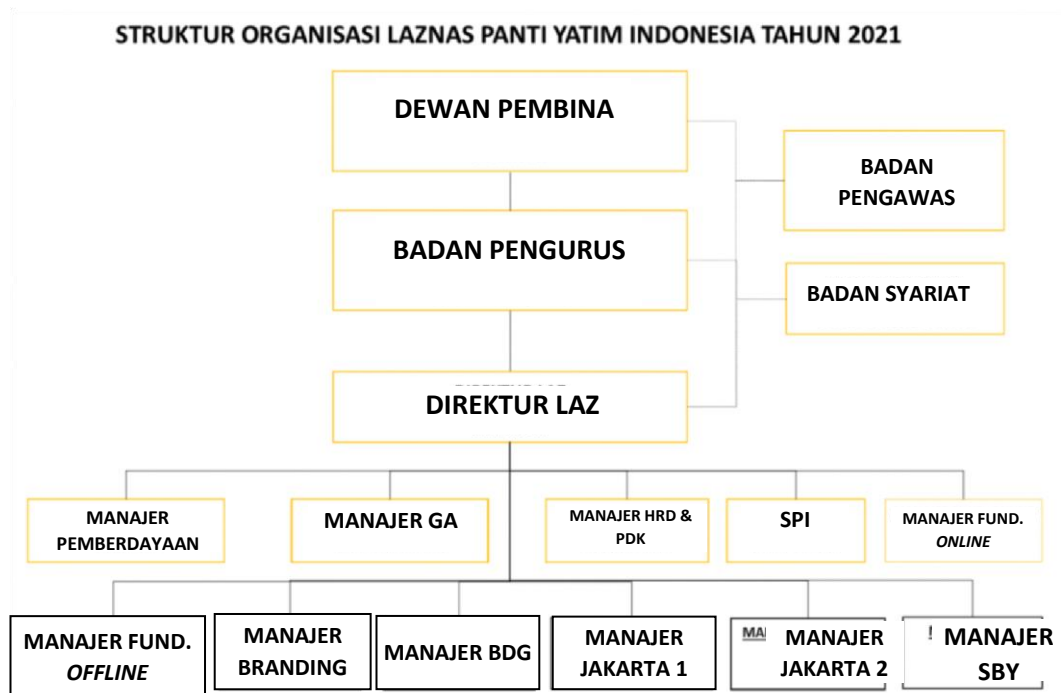 STRUKTUR ORGANISASI LAZNAS PANTI YATIM INDONESIA TAHUN 2021
DEWAN PEMBINA
BADAN
PENGAWAS
BADAN PENGURUS
BADAN SYARIAT
DIREKTUR LAZ
MANAJER
PEMBERDAYAAN
MANAJER GA
MANAJER HRD &
PDK
SPI
MANAJER FUND.
ONLINE
MANAJER FUND.
OFFLINE
MANAJER
BRANDING
MANAJER BDG
MANAJER
JAKARTA 1
MANAJER
JAKARTA 2
MANAJER
SBY